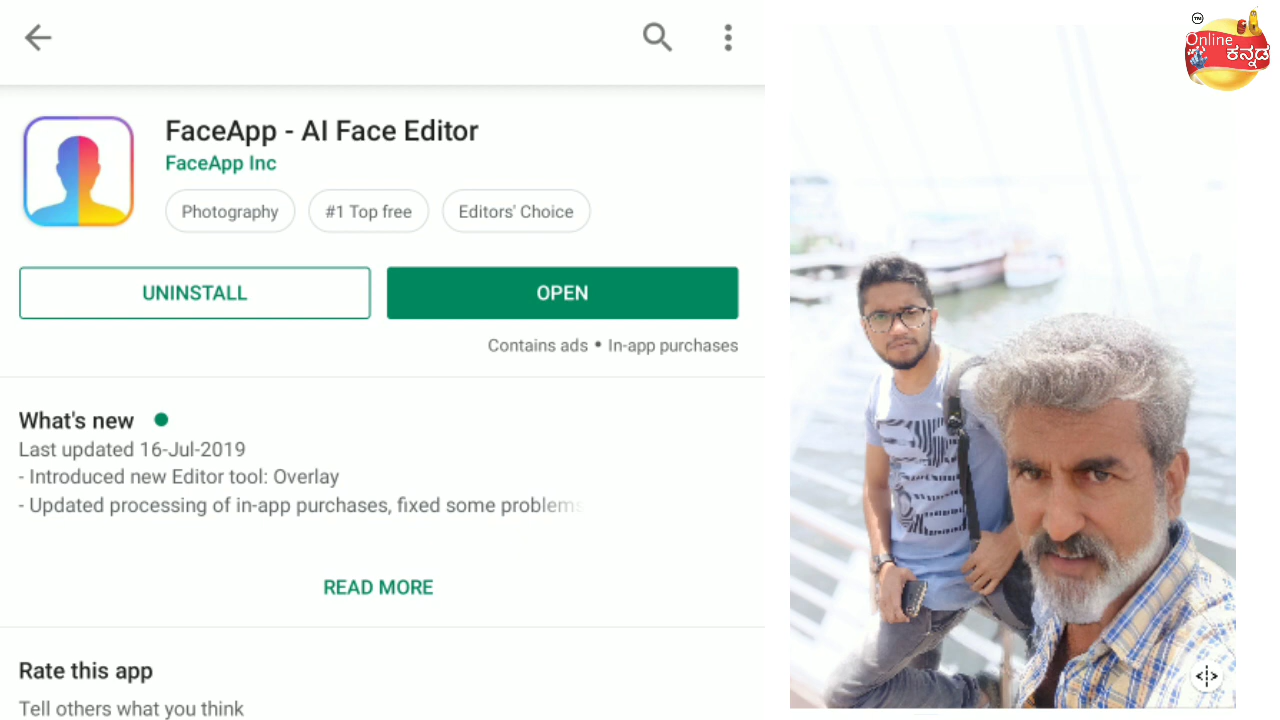 FaceApp - AI Face Editor
FaceApp Inc
Photography
#1 Top free
Editors' Choice
UNINSTALL
OPEN
Contains ads • In-app purchases
What's new
Last updated 16-Jul-2019
- Introduced new Editor tool: Overlay
- Updated processing of in-app purchases, fixed some problems
READ MORE
Rate this app
Tell others what you think
TM
Online
ಕನ್ನಡ